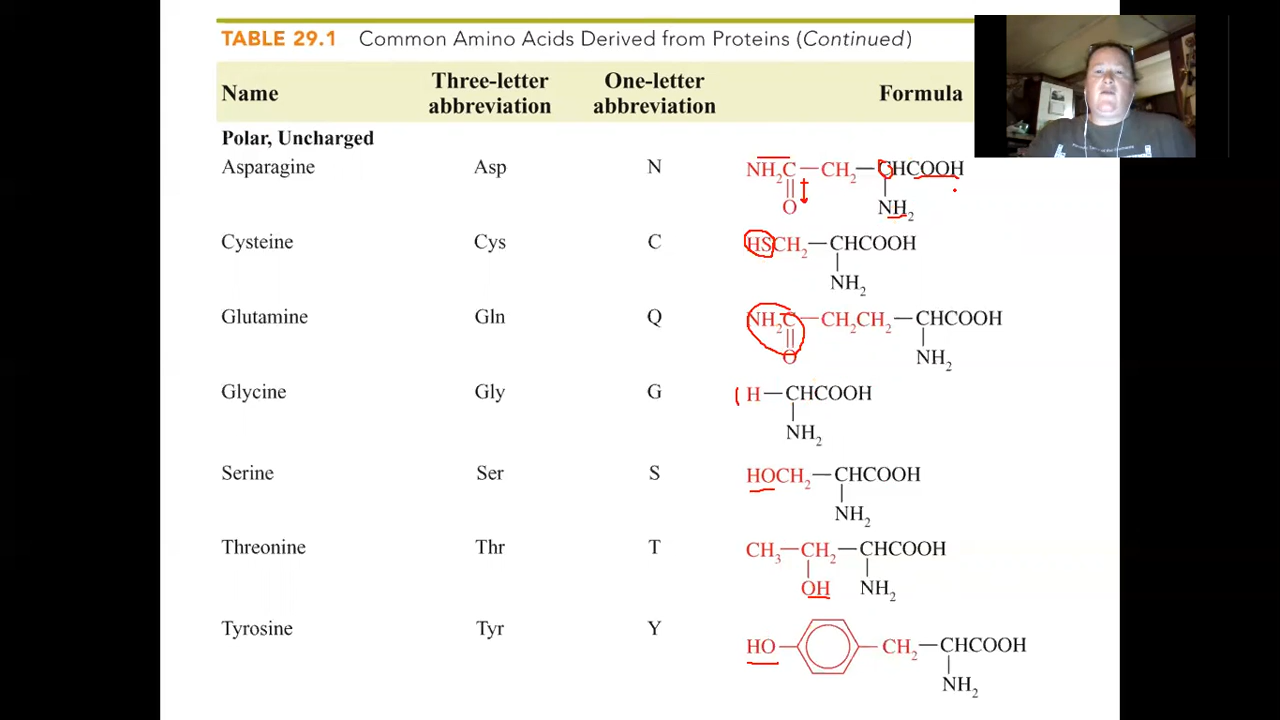 TABLE 29.1 Common Amino Acids Derived from Proteins (Continued)
Name Three-letter abbreviation One-letter abbreviation Formula
Polar, Uncharged
Asparagine Asp N NH₂C—CH₂—CHCOOH
O NH₂
Cysteine Cys C HSCH₂—CHCOOH
NH₂
Glutamine Gln Q NH₂C—CH₂CH₂—CHCOOH
O NH₂
Glycine Gly G H—CHCOOH
NH₂
Serine Ser S HOCH₂—CHCOOH
NH₂
Threonine Thr T CH₃—CH₂—CHCOOH
OH NH₂
Tyrosine Tyr Y HO— —CH₂—CHCOOH
NH₂